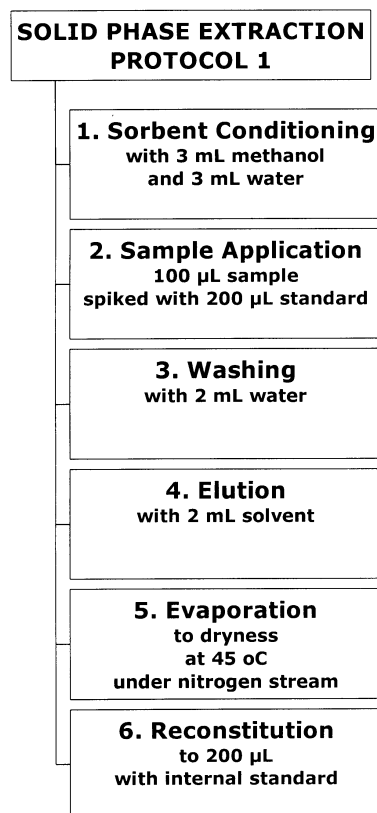 SOLID PHASE EXTRACTION
PROTOCOL 1
1. Sorbent Conditioning
with 3 mL methanol
and 3 mL water
2. Sample Application
100 µL sample
spiked with 200 µL standard
3. Washing
with 2 mL water
4. Elution
with 2 mL solvent
5. Evaporation
to dryness
at 45 oC
under nitrogen stream
6. Reconstitution
to 200 µL
with internal standard